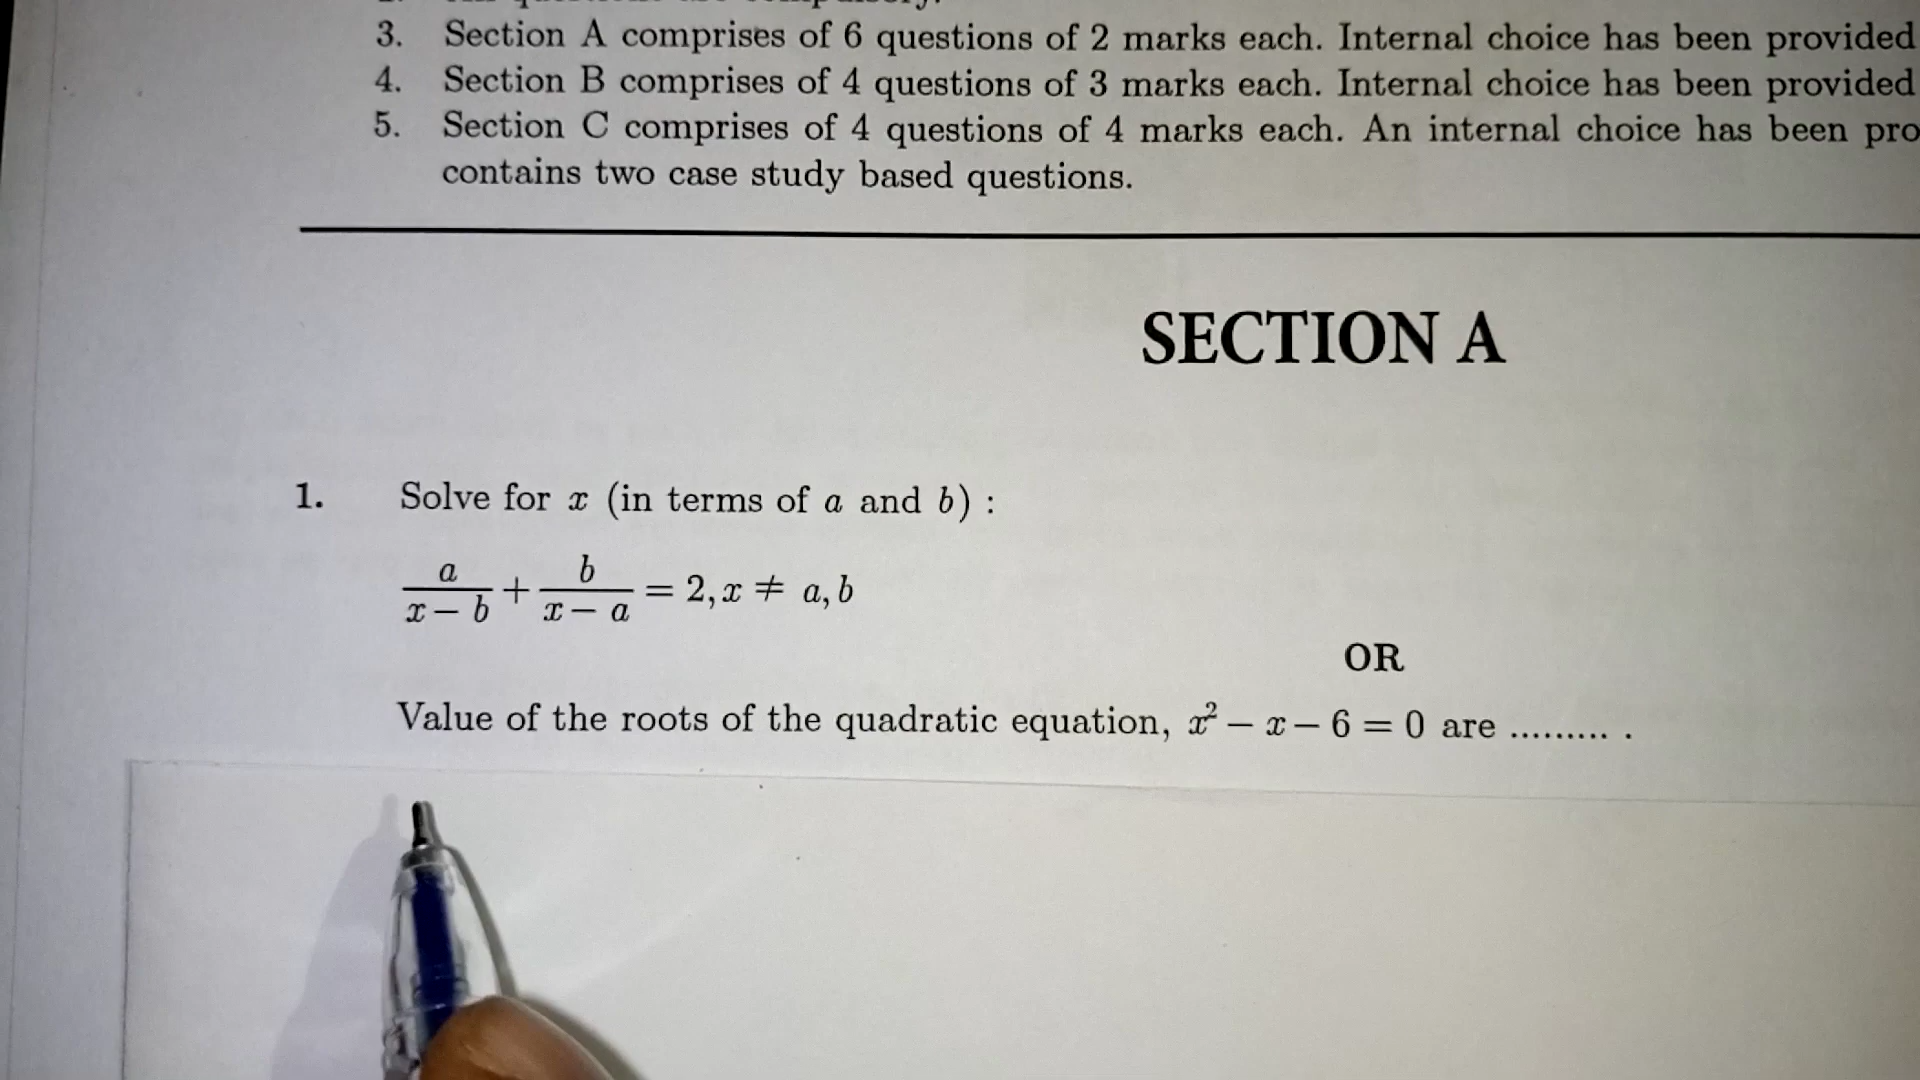 3. Section A comprises of 6 questions of 2 marks each. Internal choice has been provided
4. Section B comprises of 4 questions of 3 marks each. Internal choice has been provided
5. Section C comprises of 4 questions of 4 marks each. An internal choice has been pro
contains two case study based questions.
SECTION A
1. Solve for x (in terms of a and b) :
a/(x − b) + b/(x − a) = 2, x ≠ a, b
OR
Value of the roots of the quadratic equation, x² − x − 6 = 0 are ......... .